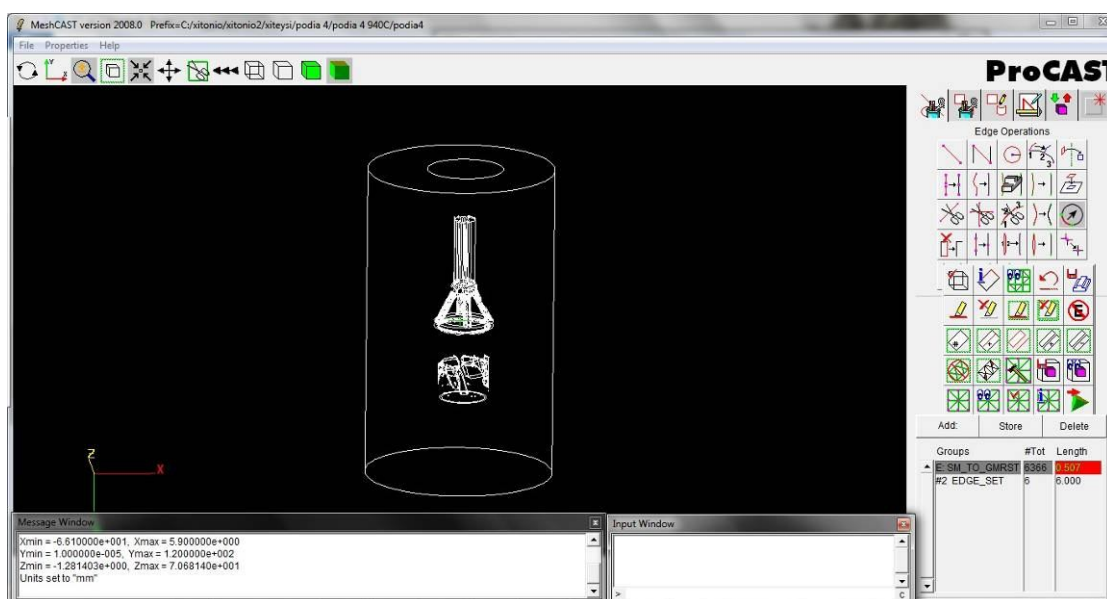 MeshCAST version 2008.0 Prefix=C:/xitonio/xitonio2/xiteysi/podia 4/podia 4 940C/podia4
File Properties Help
ProCAST
Edge Operations
Add: Store Delete
Groups #Tot Length
E: SM_TO_GMRST 6366 0.507
#2 EDGE_SET 6 6.000
Z
X
Message Window
Xmin = -6.610000e+001, Xmax = 5.900000e+000
Ymin = 1.000000e-005, Ymax = 1.200000e+002
Zmin = -1.281403e+000, Zmax = 7.068140e+001
Units set to "mm"
Input Window
>
C